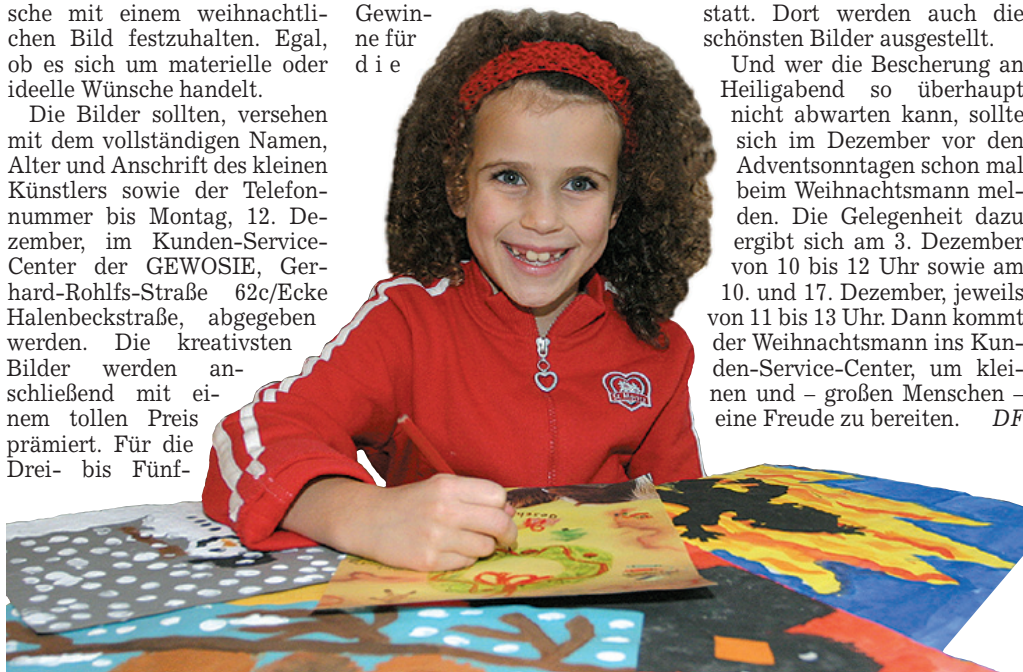 sche mit einem weihnachtli-
chen Bild festzuhalten. Egal,
ob es sich um materielle oder
ideelle Wünsche handelt.
Die Bilder sollten, versehen
mit dem vollständigen Namen,
Alter und Anschrift des kleinen
Künstlers sowie der Telefon-
nummer bis Montag, 12. De-
zember, im Kunden-Service-
Center der GEWOSIE, Ger-
hard-Rohlfs-Straße 62c/Ecke
Halenbeckstraße, abgegeben
werden. Die kreativsten
Bilder werden an-
schließend mit ei-
nem tollen Preis
prämiert. Für die
Drei- bis Fünf-
Gewin-
ne für
d i e
statt. Dort werden auch die
schönsten Bilder ausgestellt.
Und wer die Bescherung an
Heiligabend so überhaupt
nicht abwarten kann, sollte
sich im Dezember vor den
Adventsonntagen schon mal
beim Weihnachtsmann mel-
den. Die Gelegenheit dazu
ergibt sich am 3. Dezember
von 10 bis 12 Uhr sowie am
10. und 17. Dezember, jeweils
von 11 bis 13 Uhr. Dann kommt
der Weihnachtsmann ins Kun-
den-Service-Center, um klei-
nen und – großen Menschen –
eine Freude zu bereiten. DF